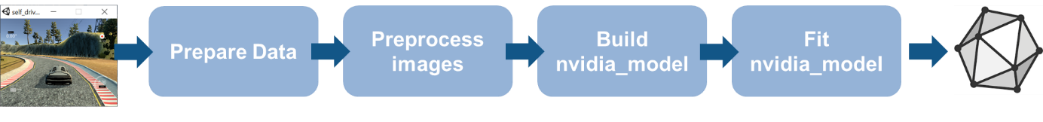 self_driv...
Prepare Data
Preprocess
images
Build
nvidia_model
Fit
nvidia_model